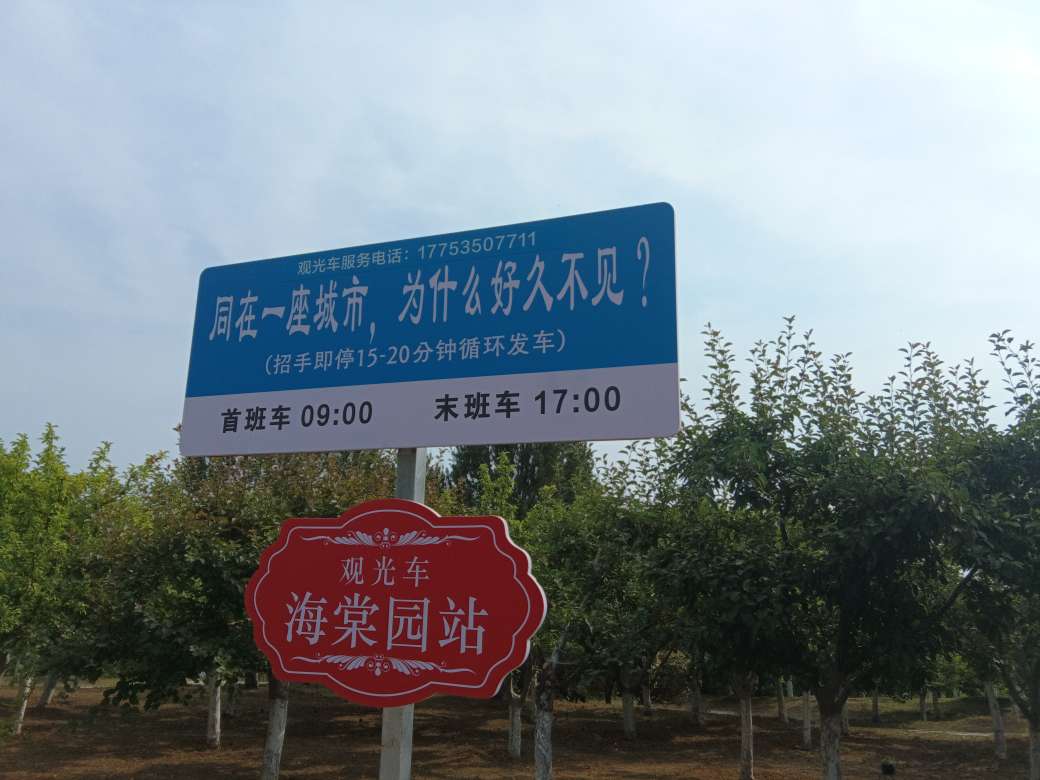 观光车服务电话：17753507711
同在一座城市，为什么好久不见？
（招手即停15-20分钟循环发车）
首班车 09:00 末班车 17:00
观光车
海棠园站